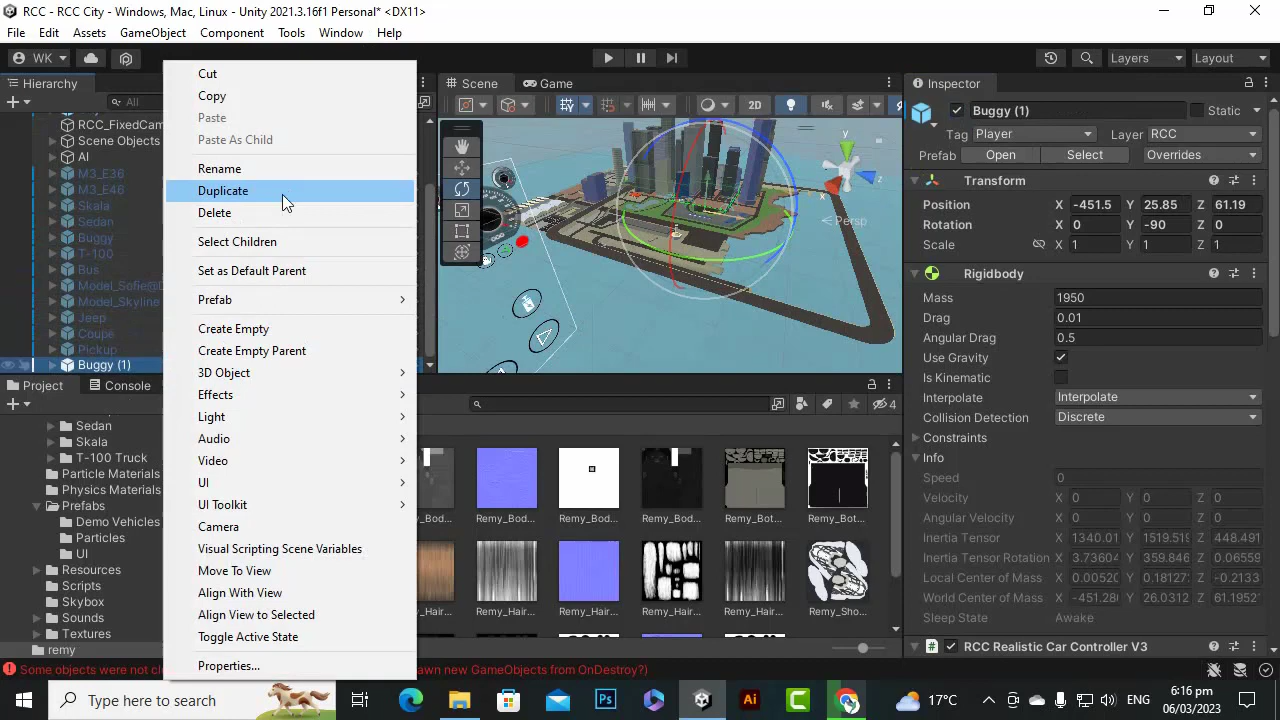 RCC - RCC City - Windows, Mac, Linux - Unity 2021.3.16f1 Personal* <DX11>
File Edit Assets GameObject Component Tools Window Help
WK
Layers Layout
Hierarchy
All
RCC_FixedCam
Scene Objects
AI
M3_E36
M3_E46
Skala
Sedan
Buggy
T-100
Bus
Model_Sofie@D
Model_Skyline
Jeep
Coupe
Pickup
Buggy (1)
Cut
Copy
Paste
Paste As Child
Rename
Duplicate
Delete
Select Children
Set as Default Parent
Prefab
Create Empty
Create Empty Parent
3D Object
Effects
Light
Audio
Video
UI
UI Toolkit
Camera
Visual Scripting Scene Variables
Move To View
Align With View
Align View to Selected
Toggle Active State
Properties...
Scene Game
2D
y
x
z
Persp
Inspector
Buggy (1) Static
Tag Player Layer RCC
Prefab Open Select Overrides
Transform
Position X -451.5 Y 25.85 Z 61.19
Rotation X 0 Y -90 Z 0
Scale X 1 Y 1 Z 1
Rigidbody
Mass 1950
Drag 0.01
Angular Drag 0.5
Use Gravity
Is Kinematic
Interpolate Interpolate
Collision Detection Discrete
Constraints
Info
Speed 0
Velocity X 0 Y 0 Z 0
Angular Velocity X 0 Y 0 Z 0
Inertia Tensor X 1340.01 Y 1519.519 Z 448.491
Inertia Tensor Rotation X 3.73604 Y 359.846 Z 0.06559
Local Center of Mass X 0.00520 Y 0.18127 Z -0.2133
World Center of Mass X -451.286 Y 26.0312 Z 61.1952
Sleep State Awake
RCC Realistic Car Controller V3
Project Console
4
Sedan
Skala
T-100 Truck
Particle Materials
Physics Materials
Prefabs
Demo Vehicles
Particles
UI
Resources
Scripts
Skybox
Sounds
Textures
remy
Remy_Bod... Remy_Bod... Remy_Bod... Remy_Bot... Remy_Bot...
Remy_Hair... Remy_Hair... Remy_Hair... Remy_Hair... Remy_Sho...
Some objects were not cl
awn new GameObjects from OnDestroy?)
Type here to search
Ps
Ai
17°C
ENG
6:16 pm
06/03/2023